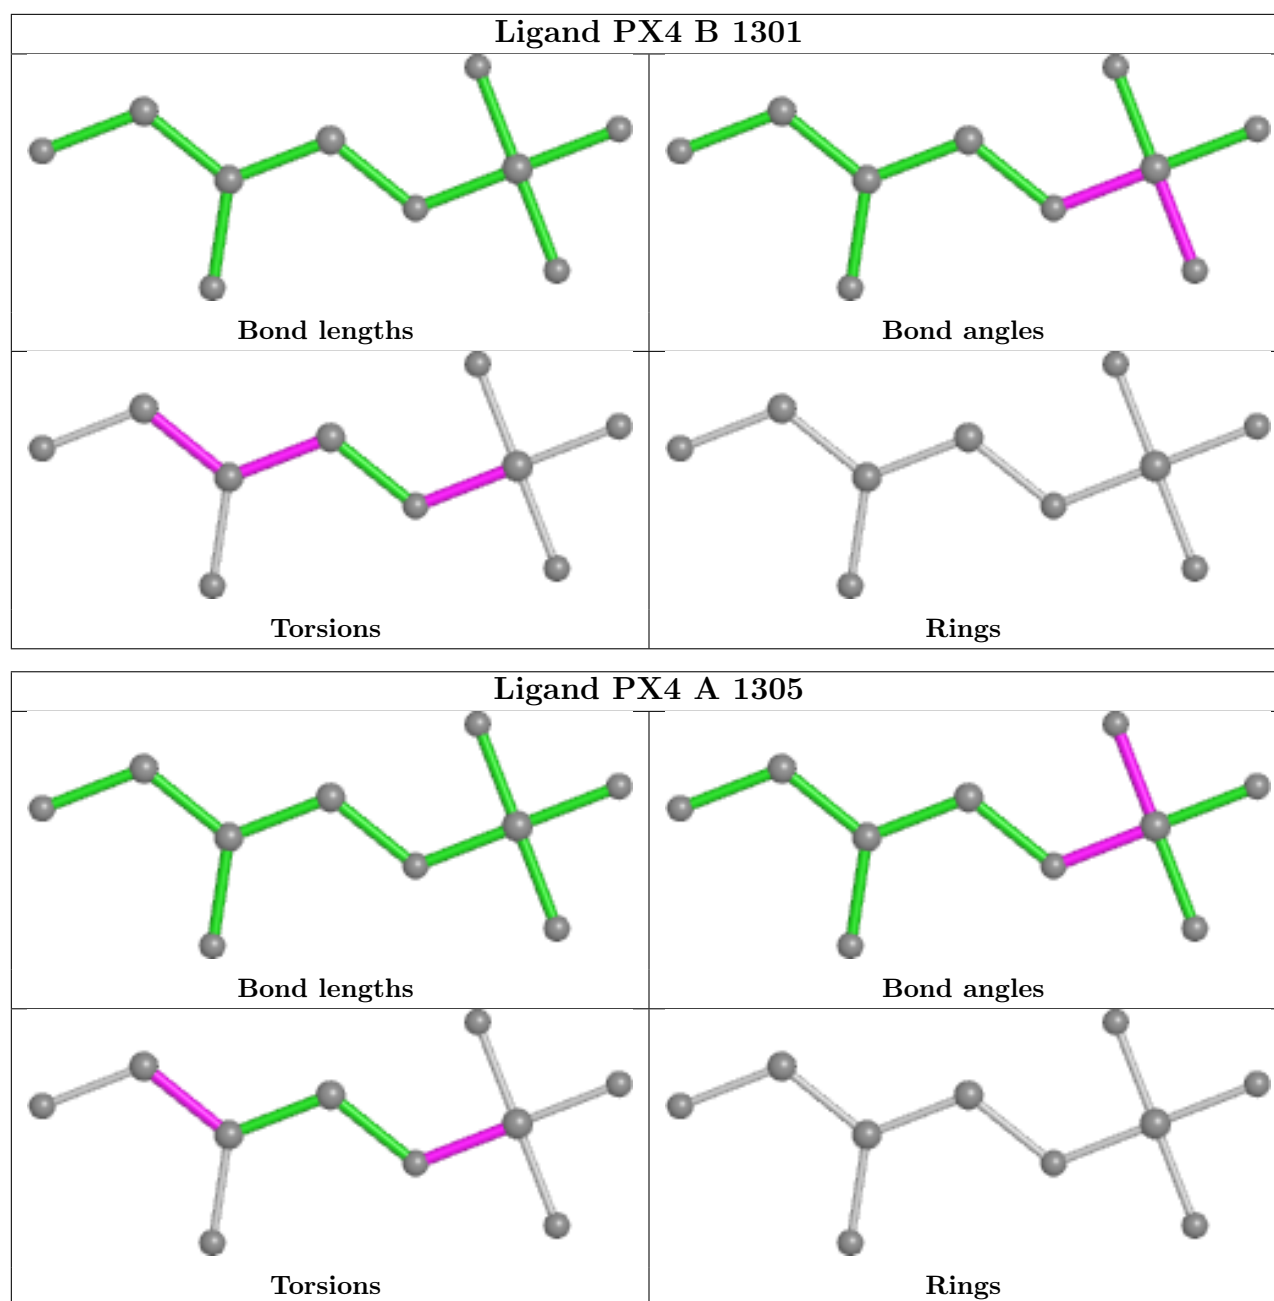 Ligand PX4 B 1301
Bond lengths
Bond angles
Torsions
Rings
Ligand PX4 A 1305
Bond lengths
Bond angles
Torsions
Rings